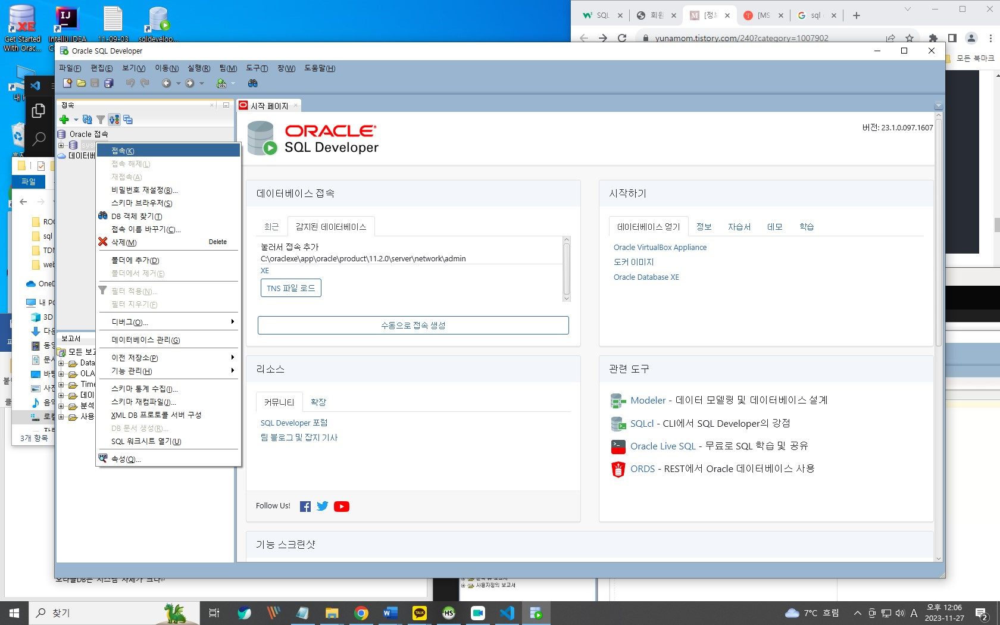 Get Started
With Orac...
IntelliJ IDEA
11-09-03
sqldevelop...
SQL
회원
[정보
[MS
sql
yunamom.tistory.com/240?category=1007902
모든 북마크
Oracle SQL Developer
파일(F) 편집(E) 보기(V) 이동(N) 실행(R) 팀(M) 도구(T) 창(W) 도움말(H)
접속
Oracle 접속
데이터베
접속(K)
접속 해제(L)
재접속(A)
비밀번호 재설정(B)...
스키마 브라우저(S)
DB 객체 찾기(T)
접속 이름 바꾸기(C)...
삭제(M) Delete
폴더에 추가(D)
폴더에서 제거(E)
필터 적용(N)...
필터 지우기(F)
디버그(O)...
데이터베이스 관리(G)
이전 저장소(P)
기능 관리(H)
스키마 통계 수집(I)...
스키마 재컴파일(J)...
XML DB 프로토콜 서버 구성
DB 문서 생성(R)...
SQL 워크시트 열기(U)
속성(Q)...
보고서
모든 보고
Data
OLA
Time
데이
분석
사용
시작 페이지
ORACLE
SQL Developer
버전: 23.1.0.097.1607
데이터베이스 접속
최근 감지된 데이터베이스
눌러서 접속 추가
C:\oraclexe\app\oracle\product\11.2.0\server\network\admin
XE
TNS 파일 로드
수동으로 접속 생성
시작하기
데이터베이스 얻기 정보 자습서 데모 학습
Oracle VirtualBox Appliance
도커 이미지
Oracle Database XE
리소스
커뮤니티 확장
SQL Developer 포럼
팀 블로그 및 잡지 기사
Follow Us!
관련 도구
Modeler - 데이터 모델링 및 데이터베이스 설계
SQLcl - CLI에서 SQL Developer의 강점
Oracle Live SQL - 무료로 SQL 학습 및 공유
ORDS - REST에서 Oracle 데이터베이스 사용
기능 스크린샷
파일
sql
web
내 PC
3D
다운
동영
문서
바탕
사진
음악
로컬
3개 항목
사용자정의 보고서
찾기
7°C 흐림
A
오후 12:06
2023-11-27
2